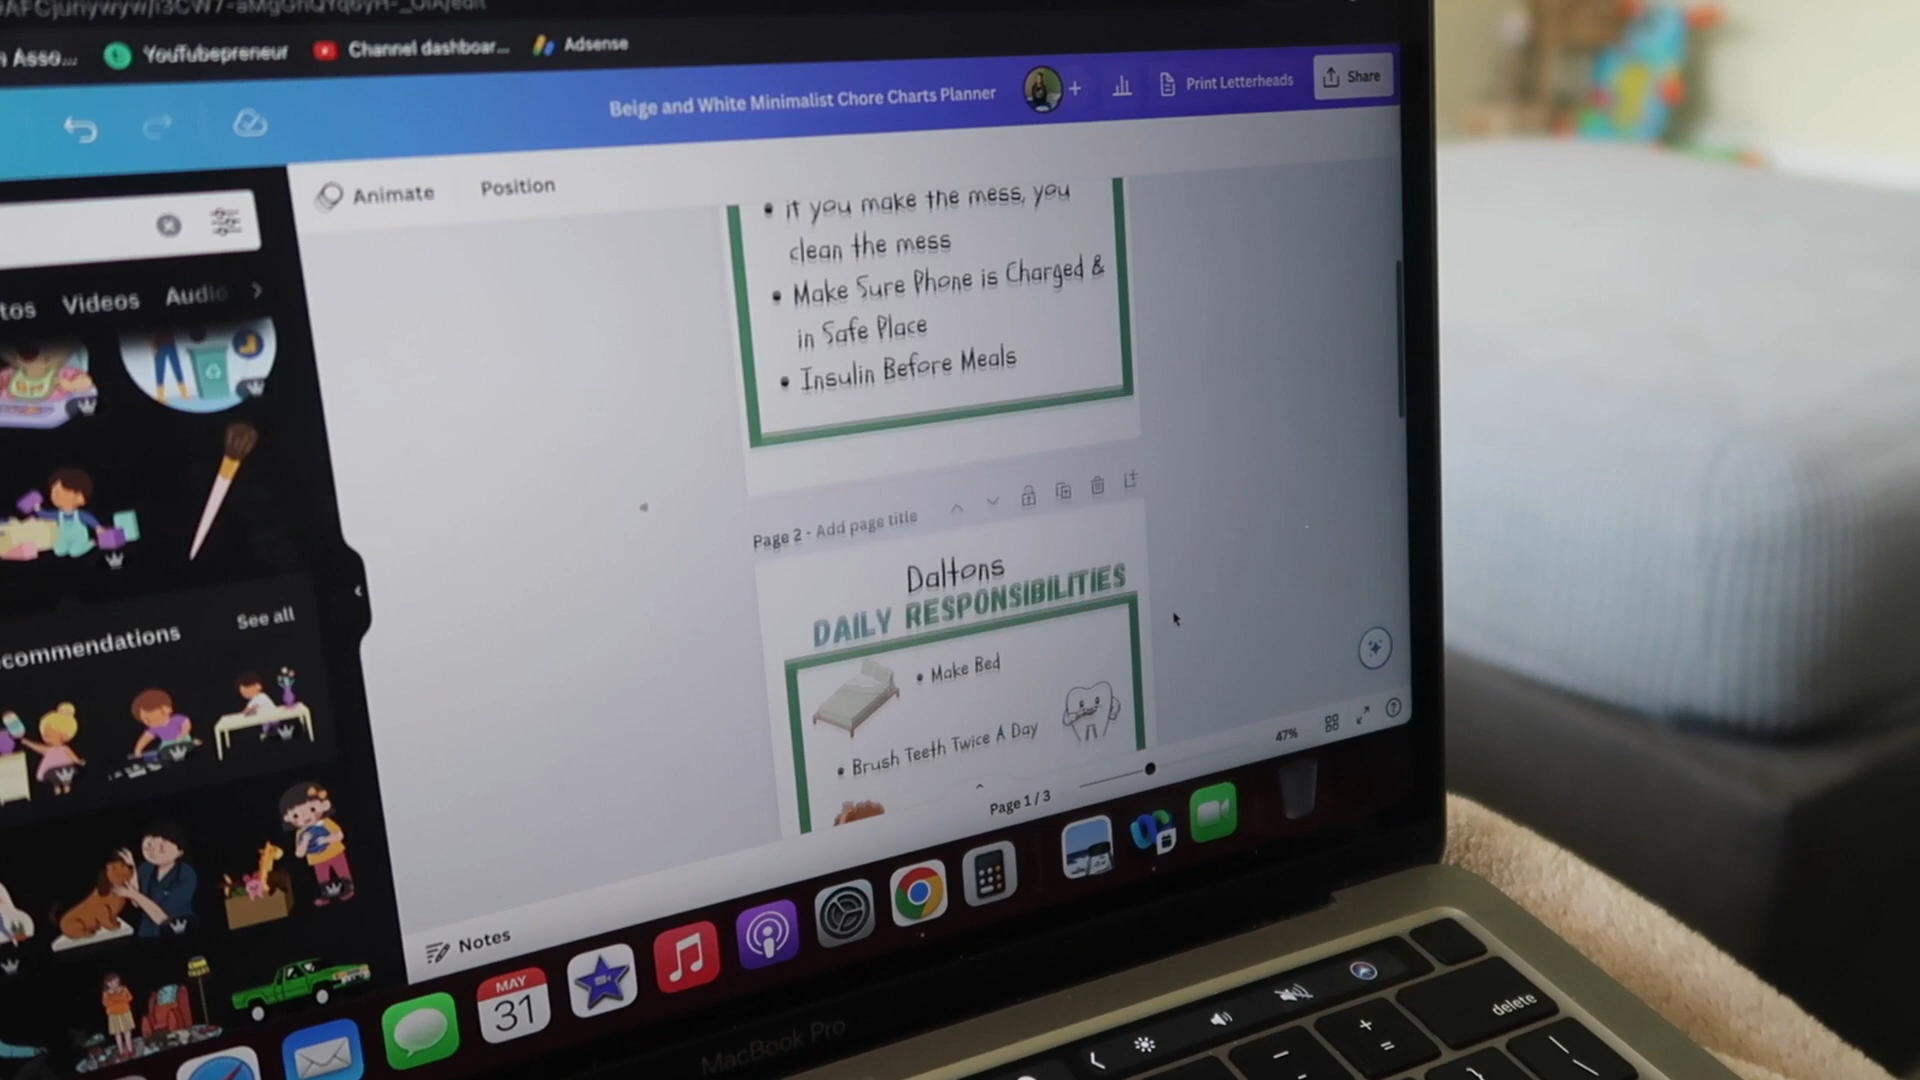 Asso...
YouTubepreneur
Channel dashboar...
Adsense
Beige and White Minimalist Chore Charts Planner
+
Print Letterheads
Share
Animate
Position
tos
Videos
Audio
it you make the mess, you
clean the mess
Make Sure Phone is Charged &
in Safe Place
Insulin Before Meals
Page 2 - Add page title
Daltons
DAILY RESPONSIBILITIES
Make Bed
Brush Teeth Twice A Day
commendations
See all
Page 1 / 3
47%
Notes
MAY
31
MacBook Pro
delete
+
=